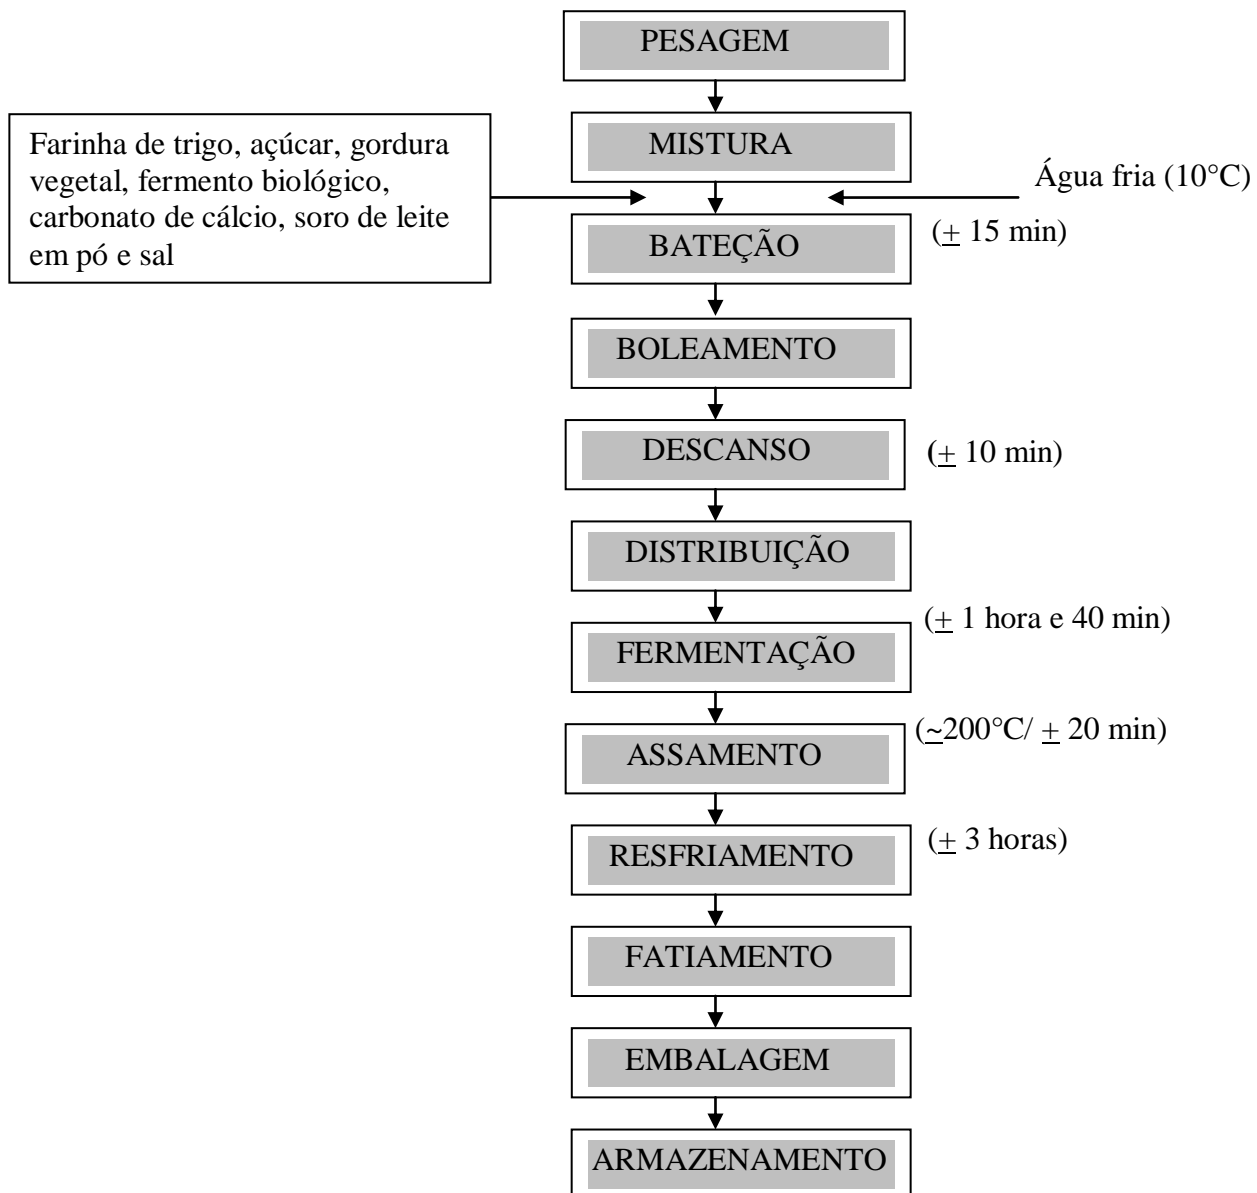 PESAGEM
MISTURA
Farinha de trigo, açúcar, gordura
vegetal, fermento biológico,
carbonato de cálcio, soro de leite
em pó e sal
Água fria (10°C)
BATEÇÃO
(± 15 min)
BOLEAMENTO
DESCANSO
(± 10 min)
DISTRIBUIÇÃO
(± 1 hora e 40 min)
FERMENTAÇÃO
(~200°C/ ± 20 min)
ASSAMENTO
RESFRIAMENTO
(± 3 horas)
FATIAMENTO
EMBALAGEM
ARMAZENAMENTO